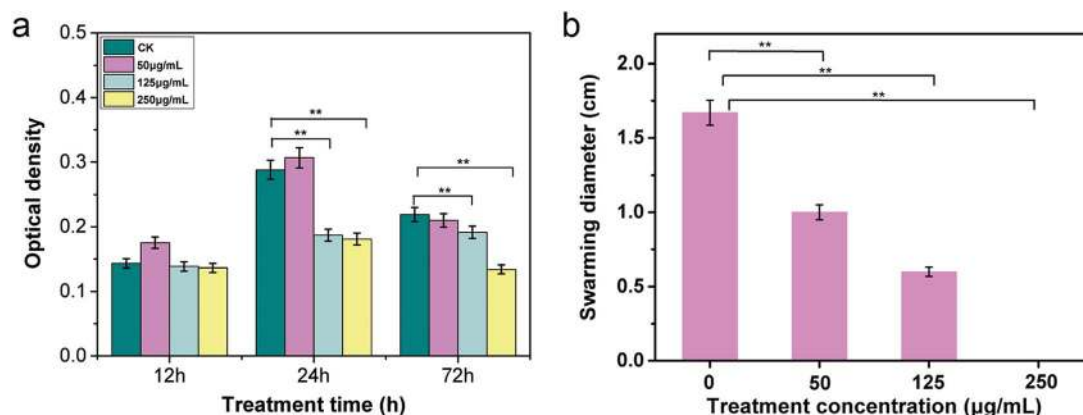 a
0.5
0.4
0.3
0.2
0.1
0.0
Optical density
CK
50μg/mL
125μg/mL
250μg/mL
**
**
**
**
12h
24h
72h
Treatment time (h)
b
2.0
1.5
1.0
0.5
0.0
Swarming diameter (cm)
**
**
**
0
50
125
250
Treatment concentration (μg/mL)